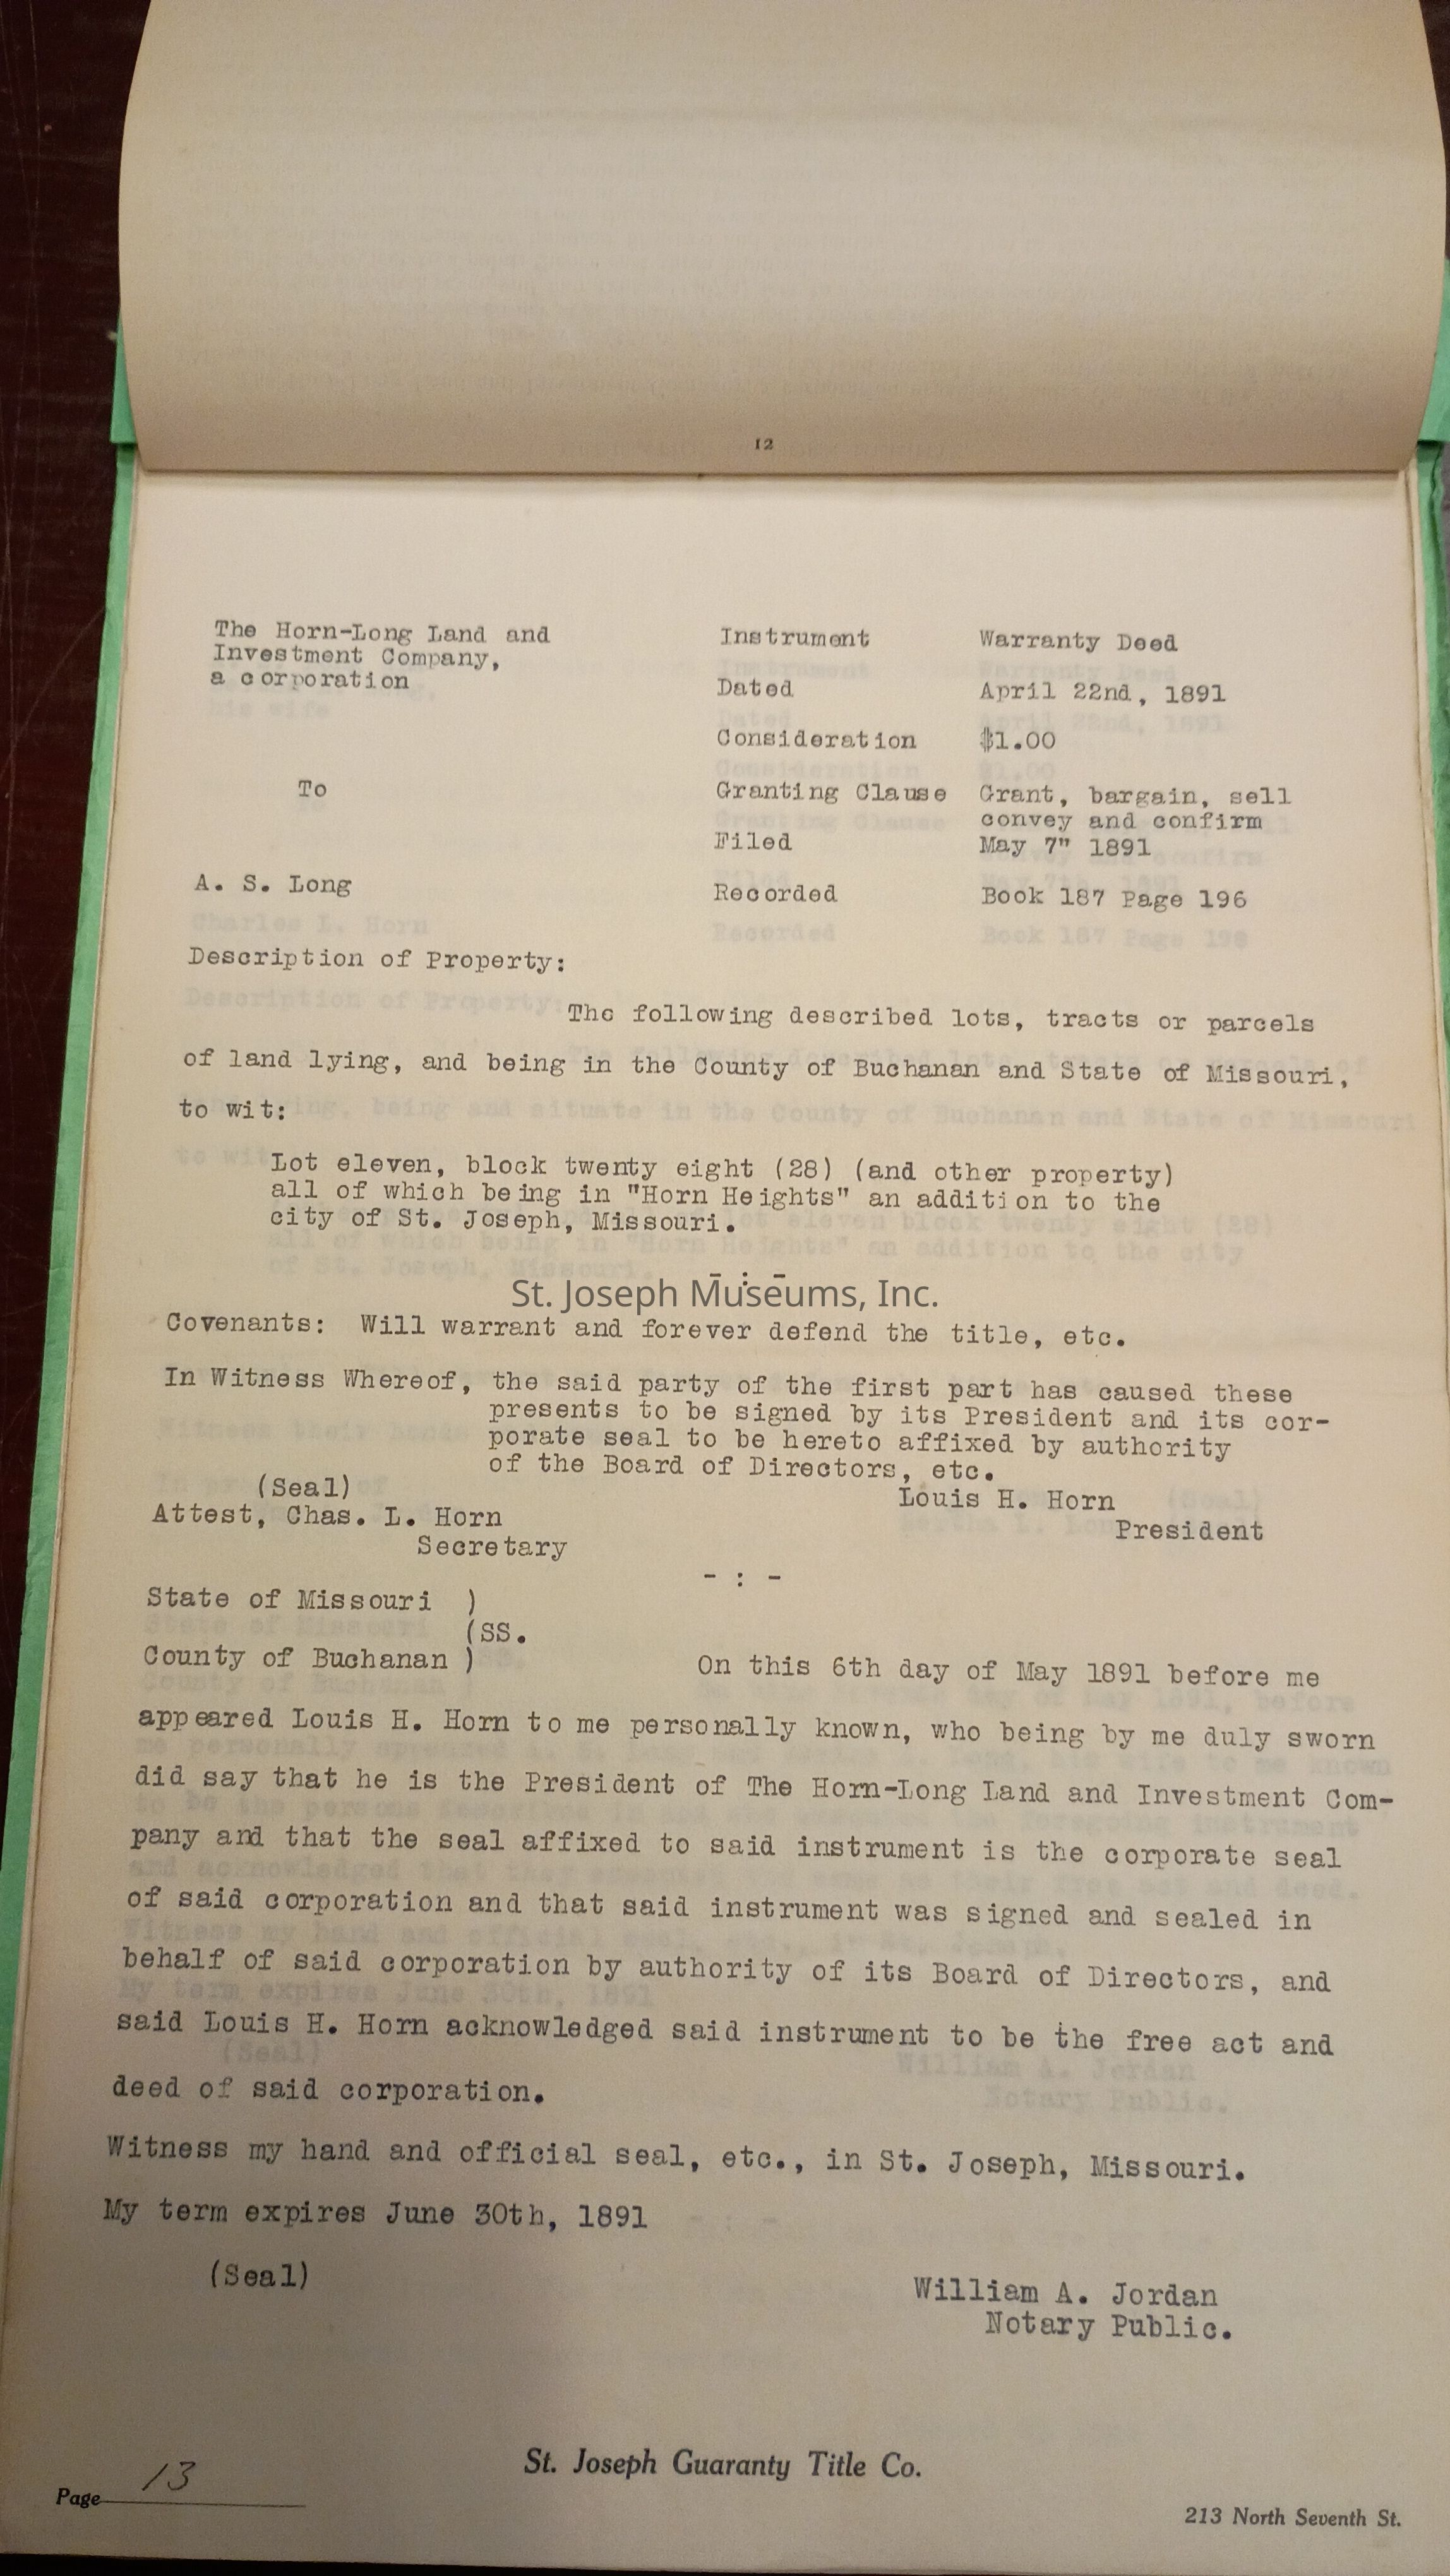 12
The Horn-Long Land and
Investment Company,
a corporation
To
A. S. Long
Instrument Warranty Deed
Dated April 22nd, 1891
Consideration $1.00
Granting Clause Grant, bargain, sell
convey and confirm
Filed May 7" 1891
Recorded Book 187 Page 196
Description of Property:
The following described lots, tracts or parcels
of land lying, and being in the County of Buchanan and State of Missouri,
to wit:
Lot eleven, block twenty eight (28) (and other property)
all of which being in "Horn Heights" an addition to the
city of St. Joseph, Missouri.
- : -
St. Joseph Museums, Inc.
Covenants: Will warrant and forever defend the title, etc.
In Witness Whereof, the said party of the first part has caused these
presents to be signed by its President and its cor-
porate seal to be hereto affixed by authority
of the Board of Directors, etc.
(Seal)
Louis H. Horn
Attest, Chas. L. Horn
President
Secretary
- : -
State of Missouri )
(SS.
County of Buchanan )
On this 6th day of May 1891 before me
appeared Louis H. Horn to me personally known, who being by me duly sworn
did say that he is the President of The Horn-Long Land and Investment Com-
pany and that the seal affixed to said instrument is the corporate seal
of said corporation and that said instrument was signed and sealed in
behalf of said corporation by authority of its Board of Directors, and
said Louis H. Horn acknowledged said instrument to be the free act and
deed of said corporation.
Witness my hand and official seal, etc., in St. Joseph, Missouri.
My term expires June 30th, 1891
(Seal)
William A. Jordan
Notary Public.
St. Joseph Guaranty Title Co.
Page 13
213 North Seventh St.